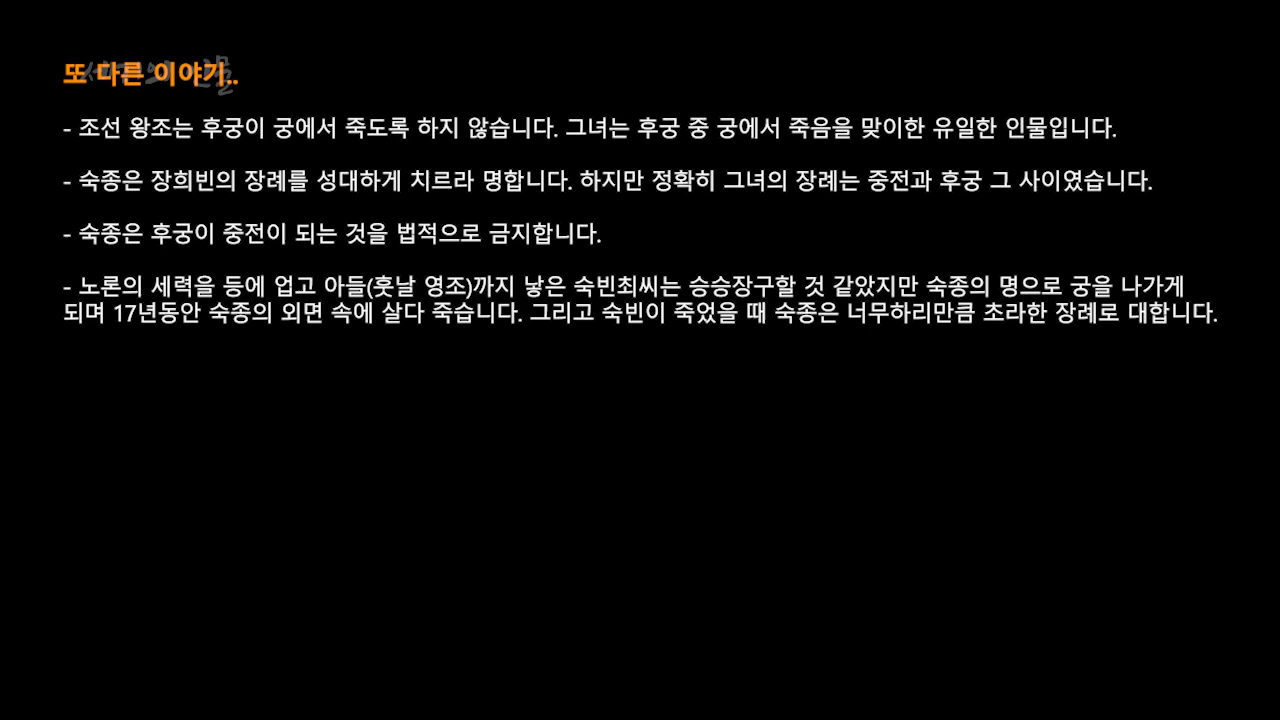 또 다른 이야기..
- 조선 왕조는 후궁이 궁에서 죽도록 하지 않습니다. 그녀는 후궁 중 궁에서 죽음을 맞이한 유일한 인물입니다.
- 숙종은 장희빈의 장례를 성대하게 치르라 명합니다. 하지만 정확히 그녀의 장례는 중전과 후궁 그 사이였습니다.
- 숙종은 후궁이 중전이 되는 것을 법적으로 금지합니다.
- 노론의 세력을 등에 업고 아들(훗날 영조)까지 낳은 숙빈최씨는 승승장구할 것 같았지만 숙종의 명으로 궁을 나가게
되며 17년동안 숙종의 외면 속에 살다 죽습니다. 그리고 숙빈이 죽었을 때 숙종은 너무하리만큼 초라한 장례로 대합니다.